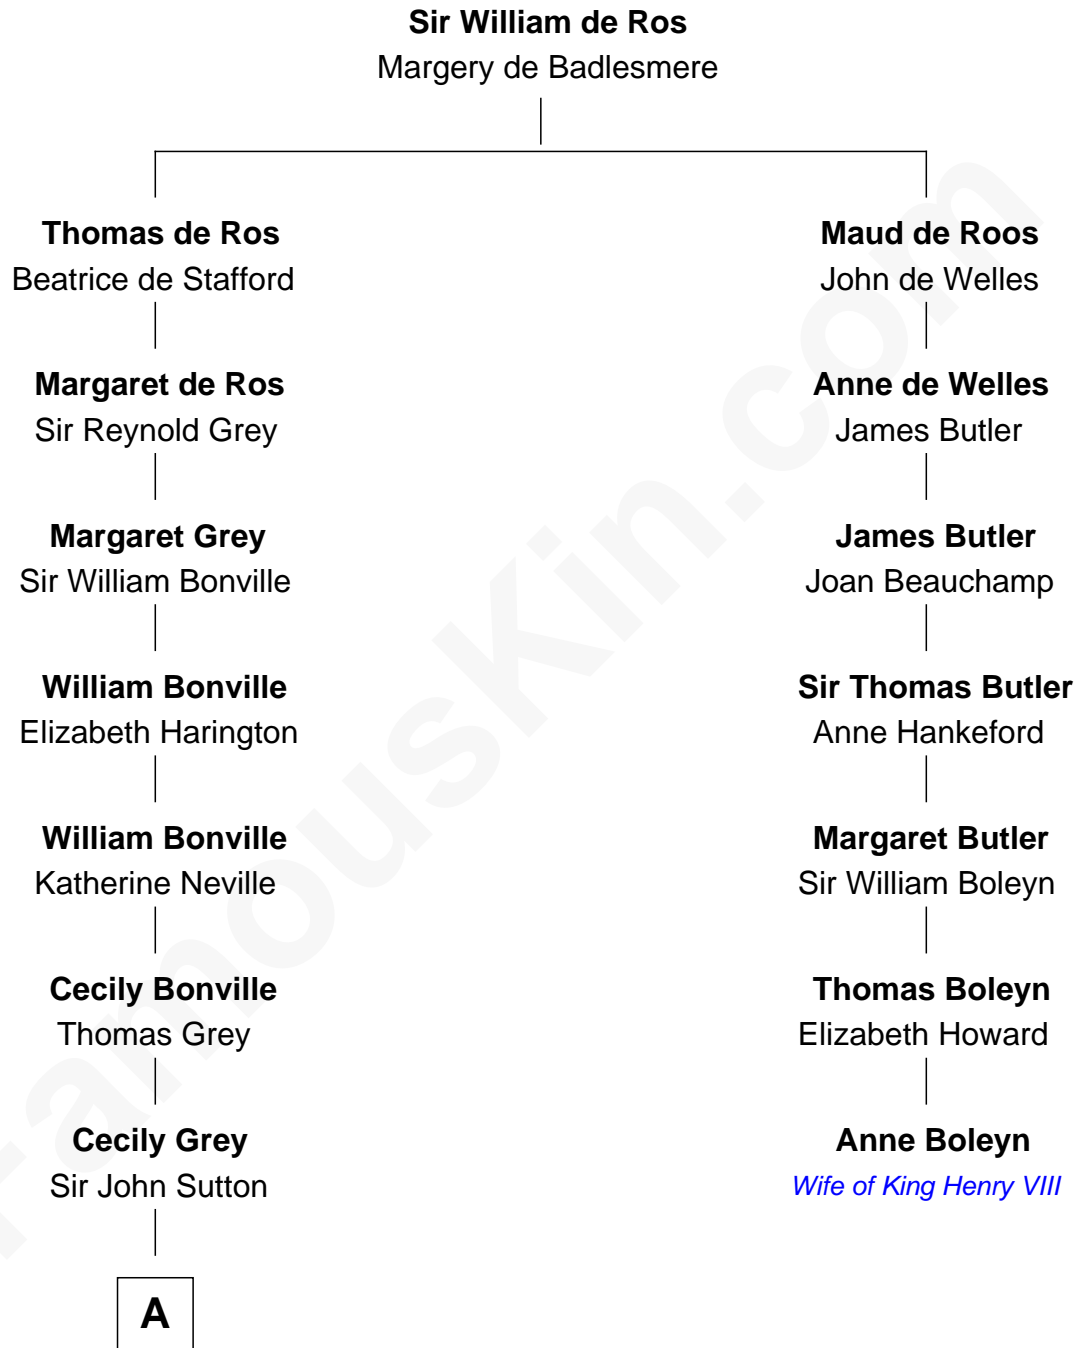 Sir William de Ros
Margery de Badlesmere
Thomas de Ros
Beatrice de Stafford
Margaret de Ros
Sir Reynold Grey
Margaret Grey
Sir William Bonville
William Bonville
Elizabeth Harington
William Bonville
Katherine Neville
Cecily Bonville
Thomas Grey
Cecily Grey
Sir John Sutton
A
Maud de Roos
John de Welles
Anne de Welles
James Butler
James Butler
Joan Beauchamp
Sir Thomas Butler
Anne Hankeford
Margaret Butler
Sir William Boleyn
Thomas Boleyn
Elizabeth Howard
Anne Boleyn
Wife of King Henry VIII
FamousKin.com